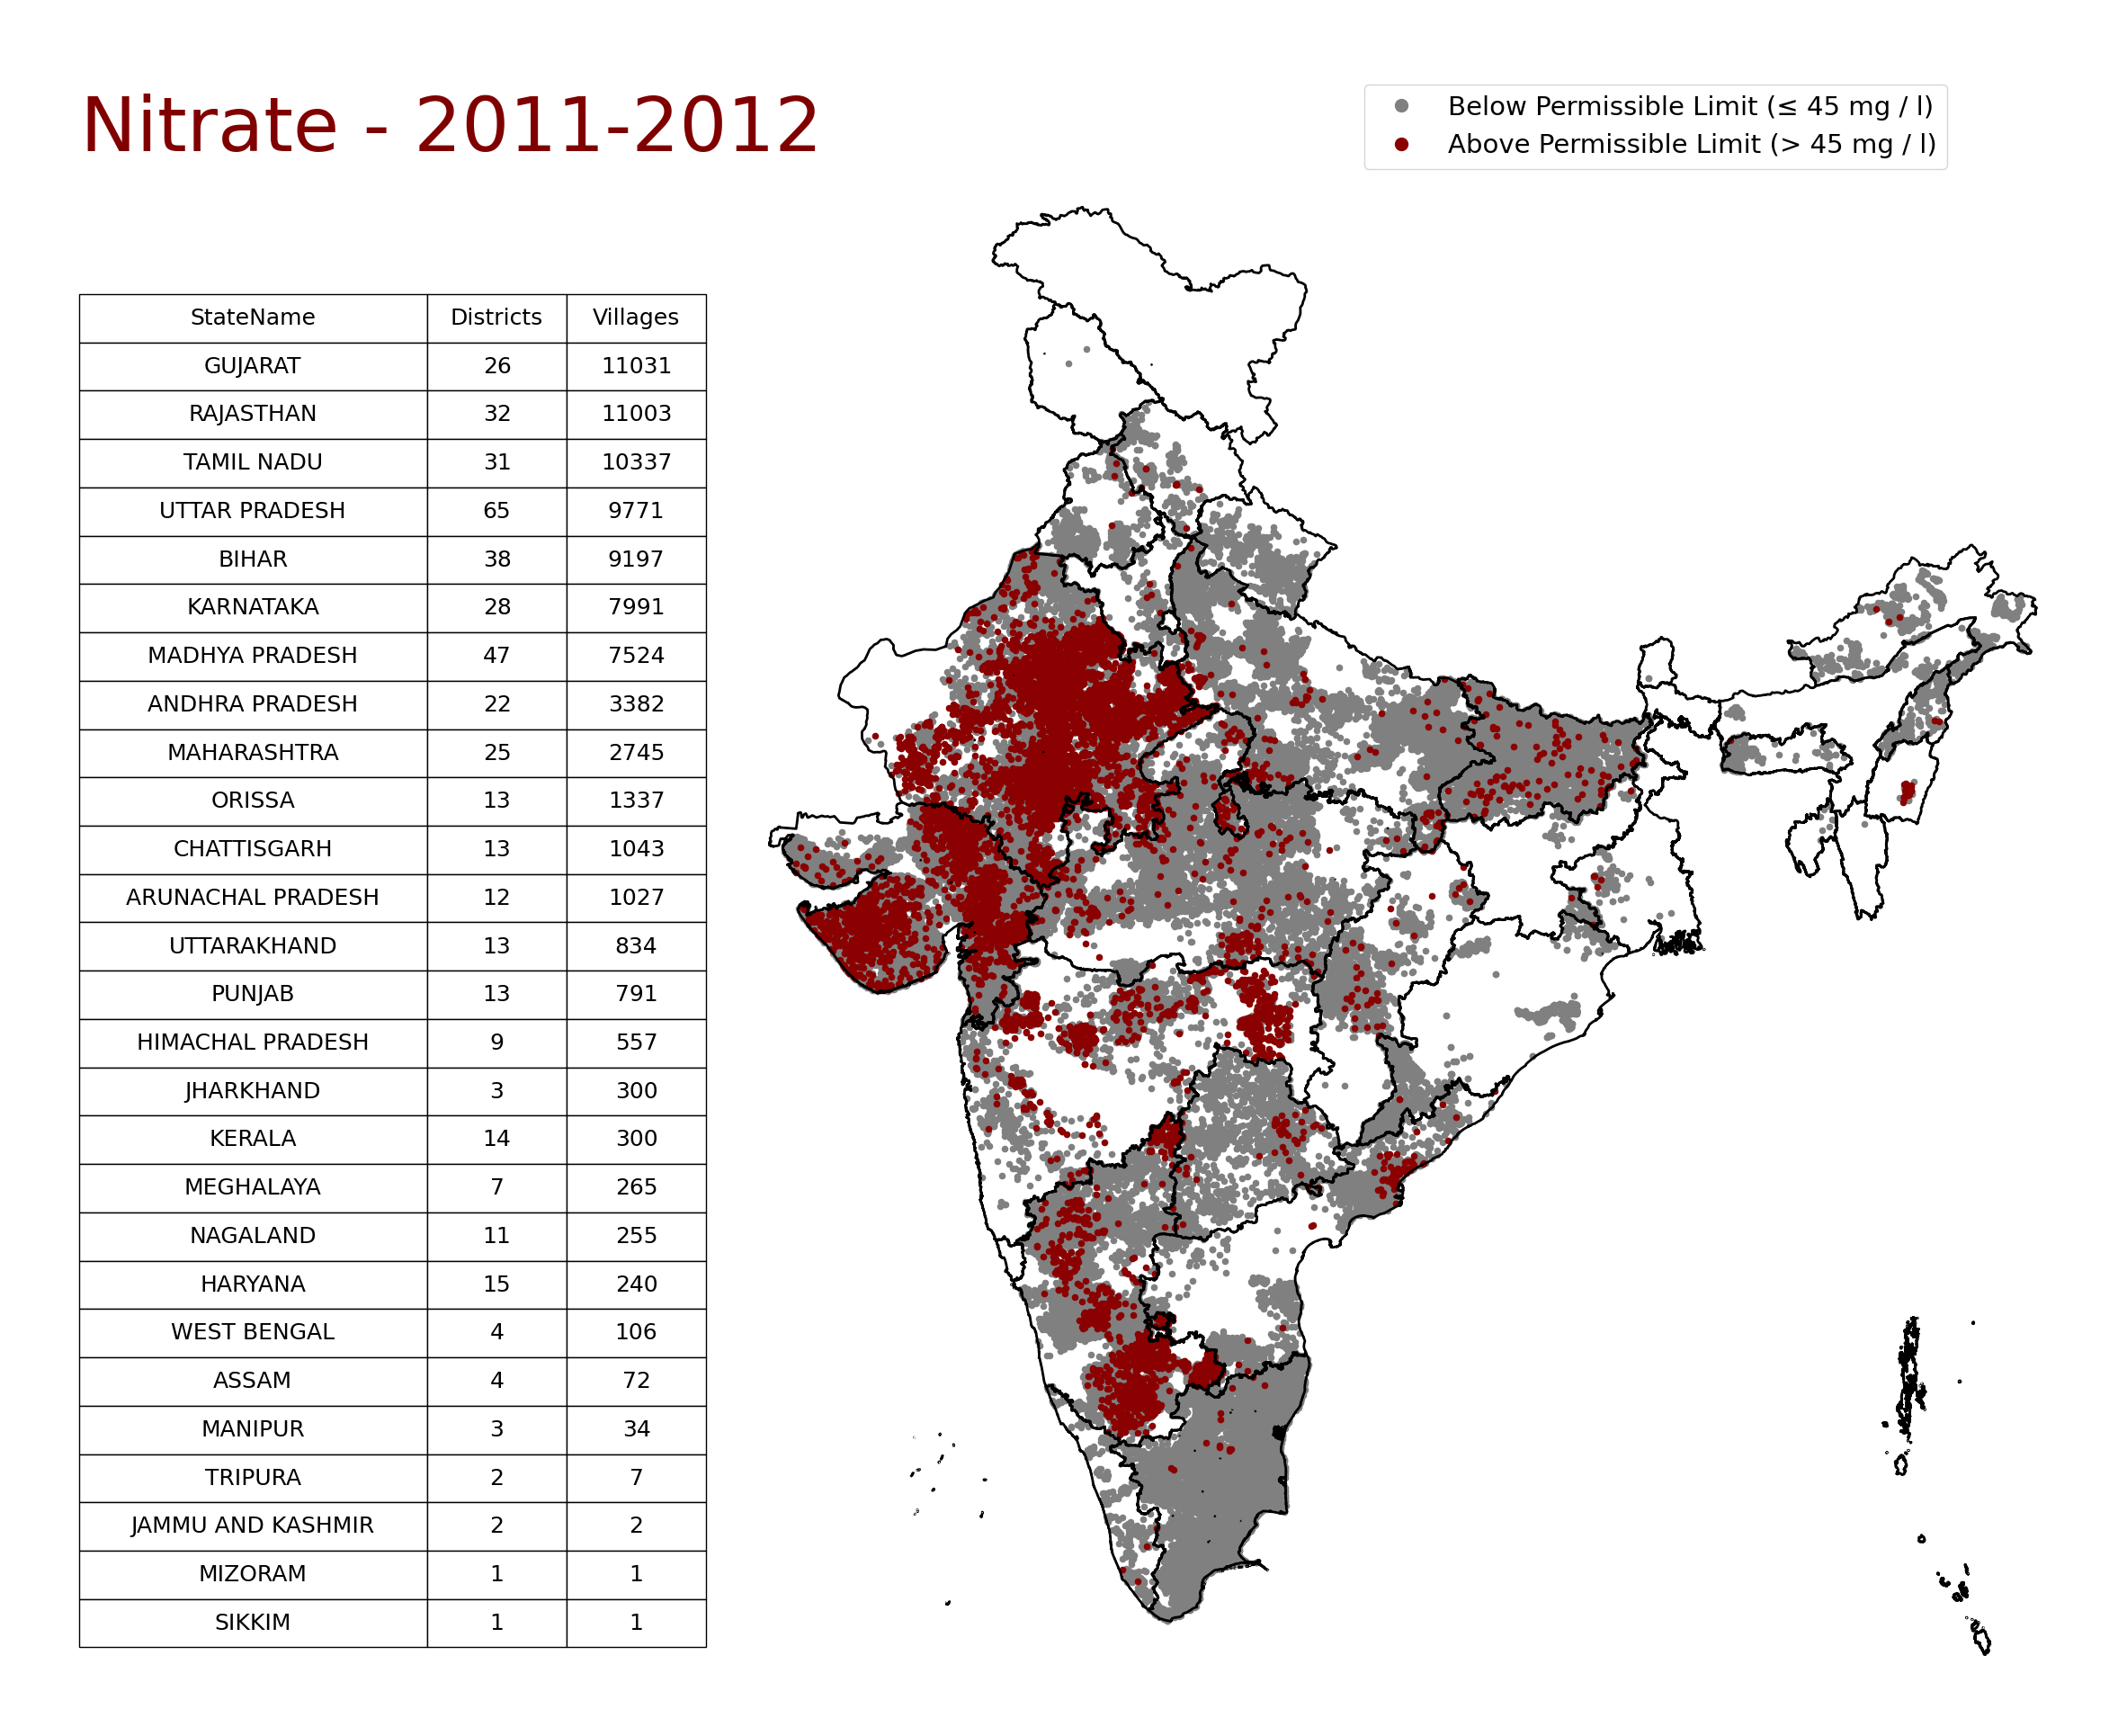 Nitrate - 2011-2012
Below Permissible Limit (≤ 45 mg / l)
Above Permissible Limit (> 45 mg / l)
StateName Districts Villages
GUJARAT 26 11031
RAJASTHAN 32 11003
TAMIL NADU 31 10337
UTTAR PRADESH 65 9771
BIHAR 38 9197
KARNATAKA 28 7991
MADHYA PRADESH 47 7524
ANDHRA PRADESH 22 3382
MAHARASHTRA 25 2745
ORISSA 13 1337
CHATTISGARH 13 1043
ARUNACHAL PRADESH 12 1027
UTTARAKHAND 13 834
PUNJAB 13 791
HIMACHAL PRADESH 9 557
JHARKHAND 3 300
KERALA 14 300
MEGHALAYA 7 265
NAGALAND 11 255
HARYANA 15 240
WEST BENGAL 4 106
ASSAM 4 72
MANIPUR 3 34
TRIPURA 2 7
JAMMU AND KASHMIR 2 2
MIZORAM 1 1
SIKKIM 1 1